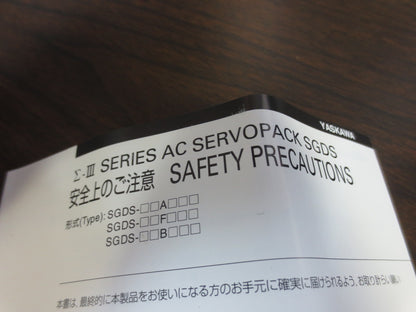 YASKAWA
Σ-III SERIES AC SERVOPACK SGDS
安全上のご注意 SAFETY PRECAUTIONS
形式(Type): SGDS-□□A□□□
SGDS-□□F□□□
SGDS-□□B□□□
本書は、最終的に本製品をお使いになる方のお手元に確実に届けられるよう、お取り計らい願い